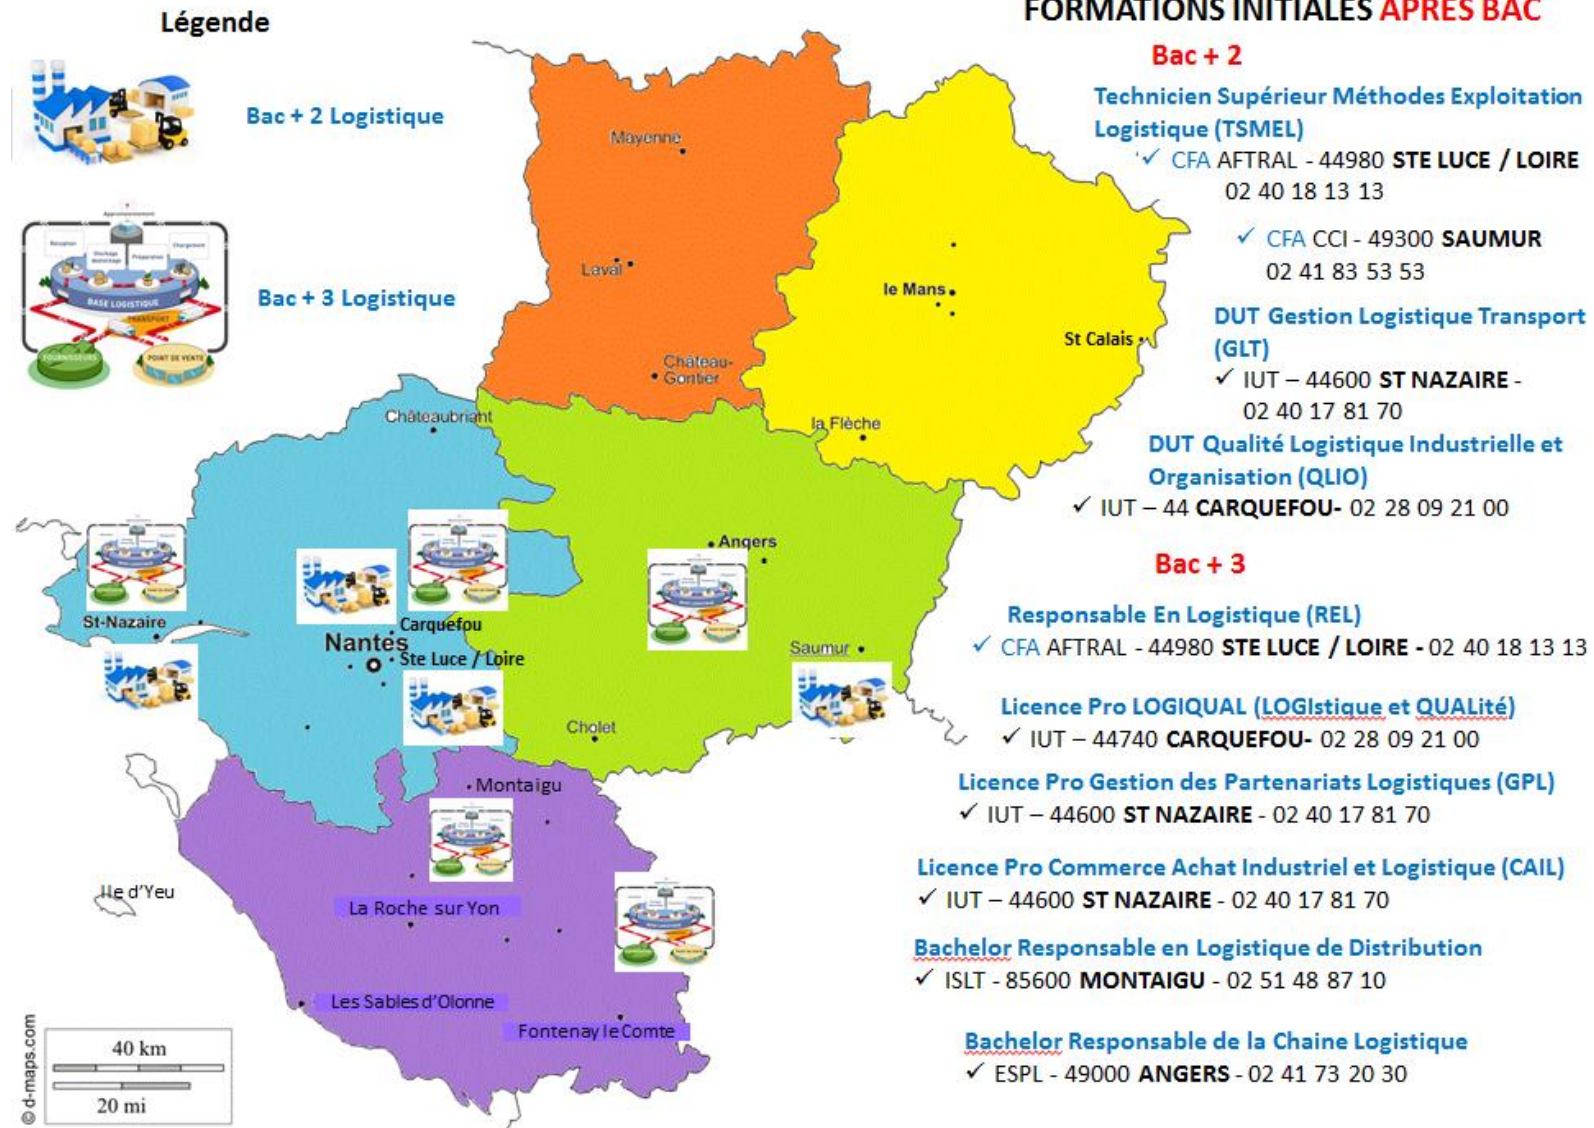 Légende
Bac + 2 Logistique
Bac + 3 Logistique
BASE LOGISTIQUE
TRANSPORT
FOURNISSEURS
POINT DE VENTE
Mayenne
Laval
Château-
Gontier
le Mans
St Calais
la Flèche
Châteaubriant
Angers
St-Nazaire
Carquefou
Nantes
Ste Luce / Loire
Saumur
Cholet
Montaigu
Ile d'Yeu
La Roche sur Yon
Les Sables d'Olonne
Fontenay le Comte
40 km
20 mi
© d-maps.com
FORMATIONS INITIALES APRES BAC
Bac + 2
Technicien Supérieur Méthodes Exploitation
Logistique (TSMEL)
✓ CFA AFTRAL - 44980 STE LUCE / LOIRE
02 40 18 13 13
✓ CFA CCI - 49300 SAUMUR
02 41 83 53 53
DUT Gestion Logistique Transport
(GLT)
✓ IUT – 44600 ST NAZAIRE -
02 40 17 81 70
DUT Qualité Logistique Industrielle et
Organisation (QLIO)
✓ IUT – 44 CARQUEFOU- 02 28 09 21 00
Bac + 3
Responsable En Logistique (REL)
✓ CFA AFTRAL - 44980 STE LUCE / LOIRE - 02 40 18 13 13
Licence Pro LOGIQUAL (LOGIstique et QUALité)
✓ IUT – 44740 CARQUEFOU- 02 28 09 21 00
Licence Pro Gestion des Partenariats Logistiques (GPL)
✓ IUT – 44600 ST NAZAIRE - 02 40 17 81 70
Licence Pro Commerce Achat Industriel et Logistique (CAIL)
✓ IUT – 44600 ST NAZAIRE - 02 40 17 81 70
Bachelor Responsable en Logistique de Distribution
✓ ISLT - 85600 MONTAIGU - 02 51 48 87 10
Bachelor Responsable de la Chaine Logistique
✓ ESPL - 49000 ANGERS - 02 41 73 20 30